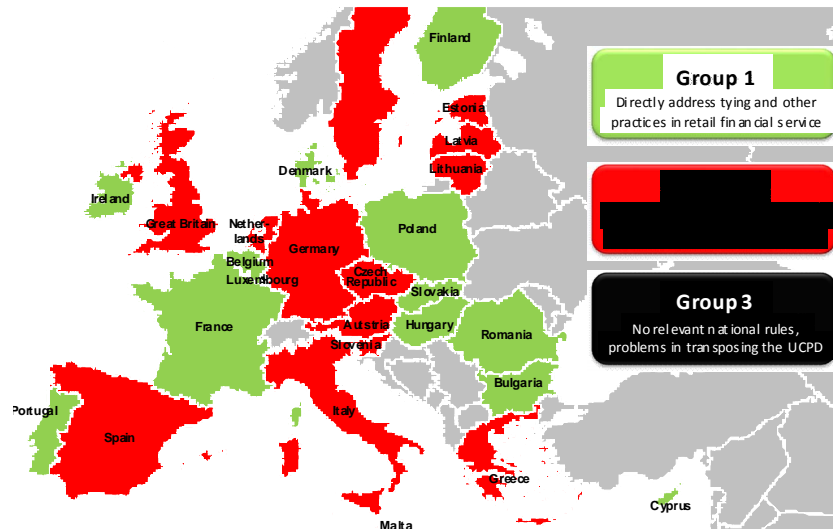 Finland
Group 1
Directly address tying and other
practices in retail financial service
Estonia
Latvia
Lithuania
Denmark
Ireland
Great Britain
Nether-
lands
Germany
Poland
Belgium
Luxembourg
Czech
Republic
Slovakia
Group 3
No relevant national rules,
problems in transposing the UCPD
France
Autstria
Hungary
Romania
Slovenia
Bulgaria
Portugal
Spain
Italy
Greece
Cyprus
Malta